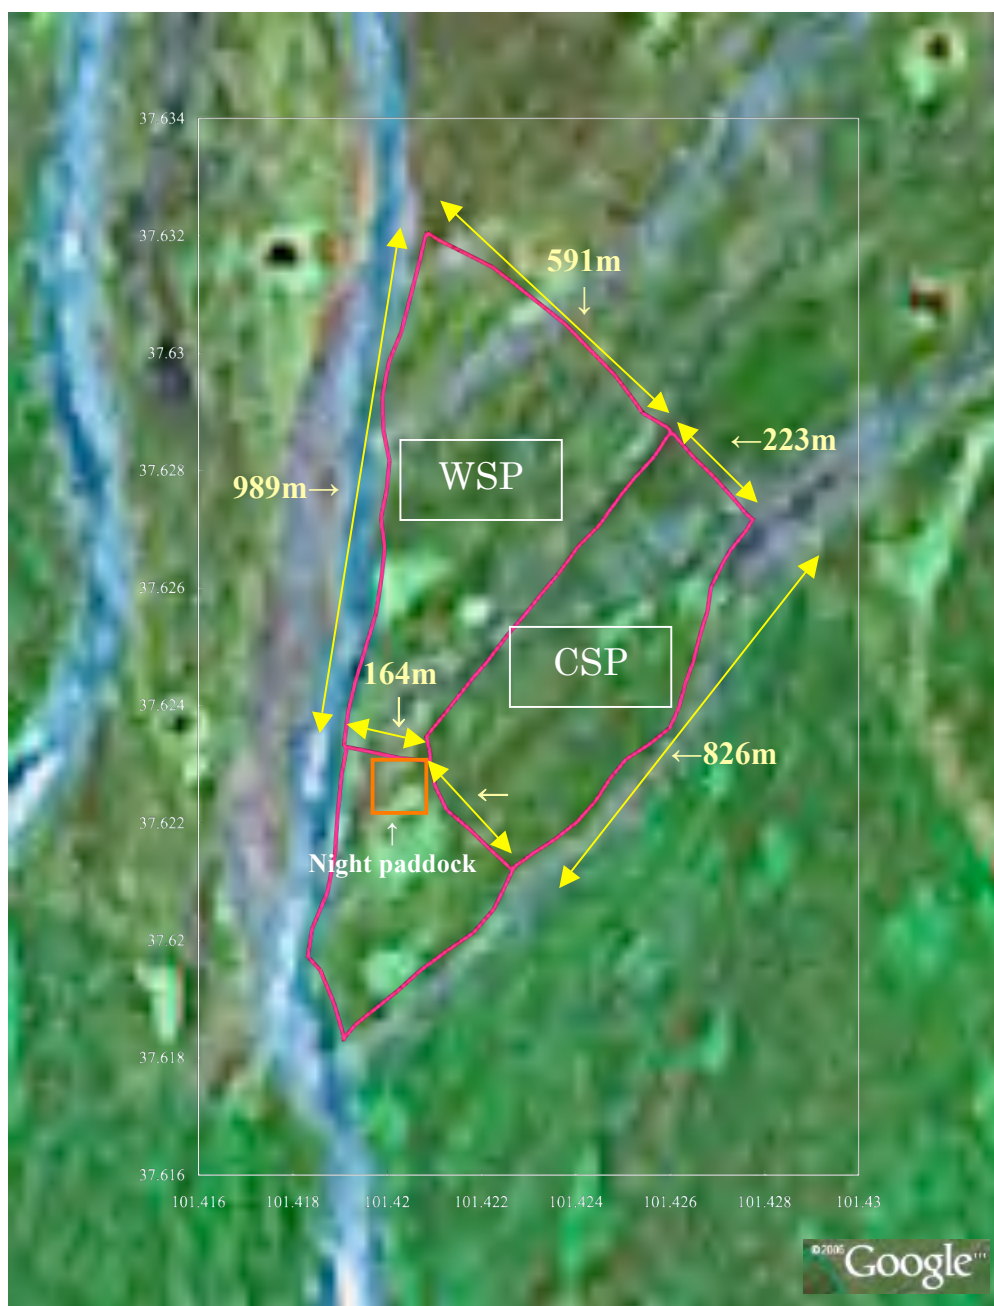 37.634
37.632
591m
↓
37.63
←223m
37.628
WSP
989m→
37.626
CSP
164m
↓
37.624
←826m
←
37.622
↑
Night paddock
37.62
37.618
37.616
101.416 101.418 101.42 101.422 101.424 101.426 101.428 101.43
©2006 Google™